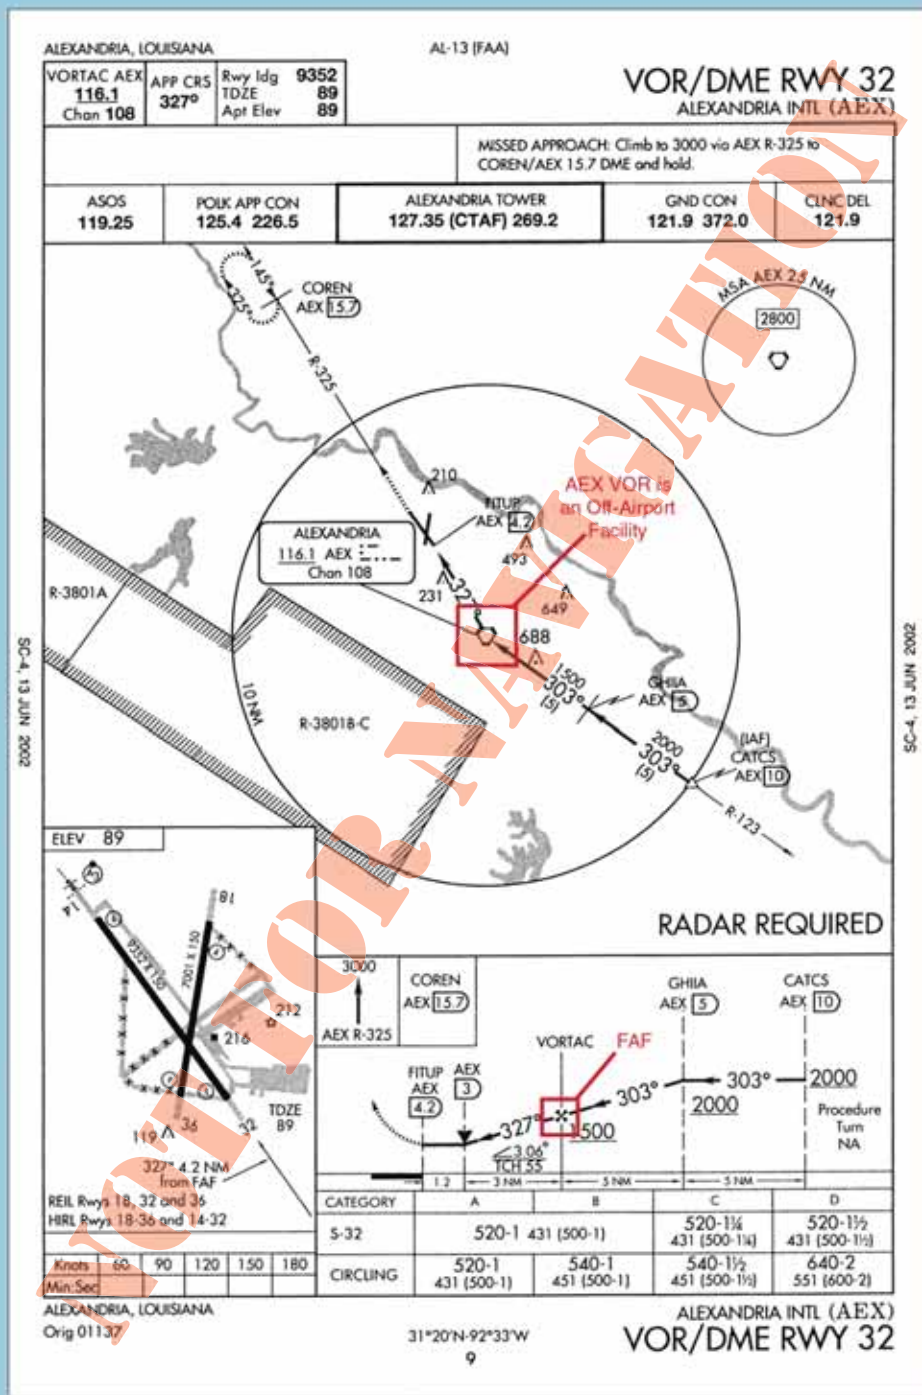 ALEXANDRIA, LOUISIANA
AL-13 (FAA)
VORTAC AEX
116.1
Chan 108
APP CRS
327°
Rwy ldg 9352
TDZE 89
Apt Elev 89
VOR/DME RWY 32
ALEXANDRIA INTL (AEX)
MISSED APPROACH: Climb to 3000 via AEX R-325 to
COREN/AEX 15.7 DME and hold.
ASOS
119.25
POLK APP CON
125.4 226.5
ALEXANDRIA TOWER
127.35 (CTAF) 269.2
GND CON
121.9 372.0
CLNC DEL
121.9
145°
325°
COREN
AEX 15.7
R-325
MSA AEX 25 NM
2800
210
FITUP
AEX 4.2
AEX VOR is
an Off-Airport
Facility
ALEXANDRIA
116.1 AEX
Chan 108
493
231
327°
649
688
R-3801A
1500
303°
(5)
GHIIA
AEX 5
10 NM
R-3801B-C
2000
303°
(5)
(IAF)
CATCS
AEX 10
R-123
SC-4, 13 JUN 2002
SC-4, 13 JUN 2002
NOT FOR NAVIGATION
RADAR REQUIRED
ELEV 89
14
18
9352 X 150
7001 X 150
212
216
TDZE
89
119
36
32
327° 4.2 NM
from FAF
REIL Rwys 18, 32 and 36
HIRL Rwys 18-36 and 14-32
Knots 60 90 120 150 180
Min:Sec
3000
AEX R-325
COREN
AEX 15.7
GHIIA
AEX 5
CATCS
AEX 10
VORTAC
FAF
FITUP
AEX
4.2
AEX
3
327°
303°
303°
2000
2000
1500
3.06°
TCH 55
Procedure
Turn
NA
1.2
3 NM
5 NM
5 NM
CATEGORY A B C D
S-32 520-1 431 (500-1) 520-1¼ 431 (500-1¼) 520-1½ 431 (500-1½)
CIRCLING 520-1 431 (500-1) 540-1 451 (500-1) 540-1½ 451 (500-1½) 640-2 551 (600-2)
ALEXANDRIA, LOUISIANA
Orig 01137
31°20'N-92°33'W
9
ALEXANDRIA INTL (AEX)
VOR/DME RWY 32